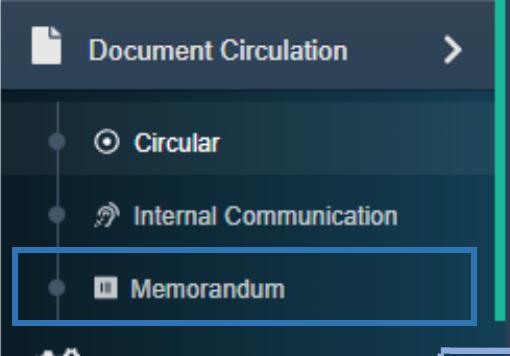 Document Circulation
Circular
Internal Communication
Memorandum